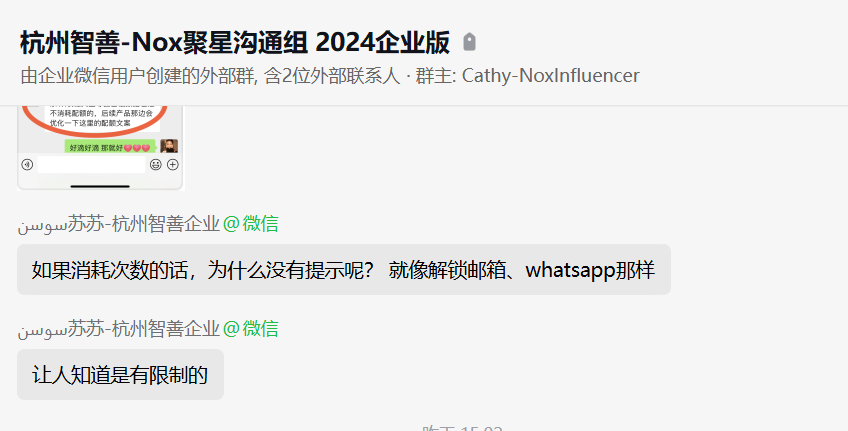 杭州智善-Nox聚星沟通组 2024企业版
由企业微信用户创建的外部群, 含2位外部联系人 · 群主: Cathy-NoxInfluencer
不消耗配额的，后续产品那边会
优化一下这里的配额文案
好滴好滴 那就好
سوسن苏苏-杭州智善企业@微信
如果消耗次数的话，为什么没有提示呢？ 就像解锁邮箱、whatsapp那样
سوسن苏苏-杭州智善企业@微信
让人知道是有限制的
昨天 15:02